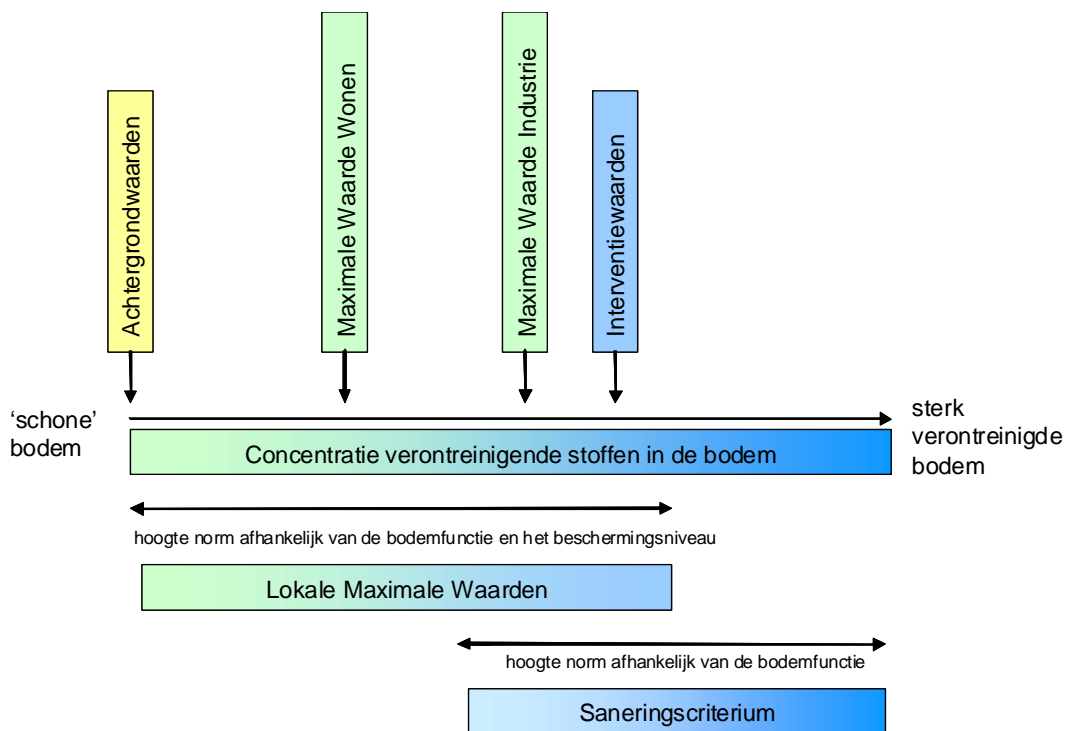 Achtergrondwaarden
Maximale Waarde Wonen
Maximale Waarde Industrie
Interventiewaarden
‘schone’
bodem
sterk
verontreinigde
bodem
Concentratie verontreinigende stoffen in de bodem
hoogte norm afhankelijk van de bodemfunctie en het beschermingsniveau
Lokale Maximale Waarden
hoogte norm afhankelijk van de bodemfunctie
Saneringscriterium